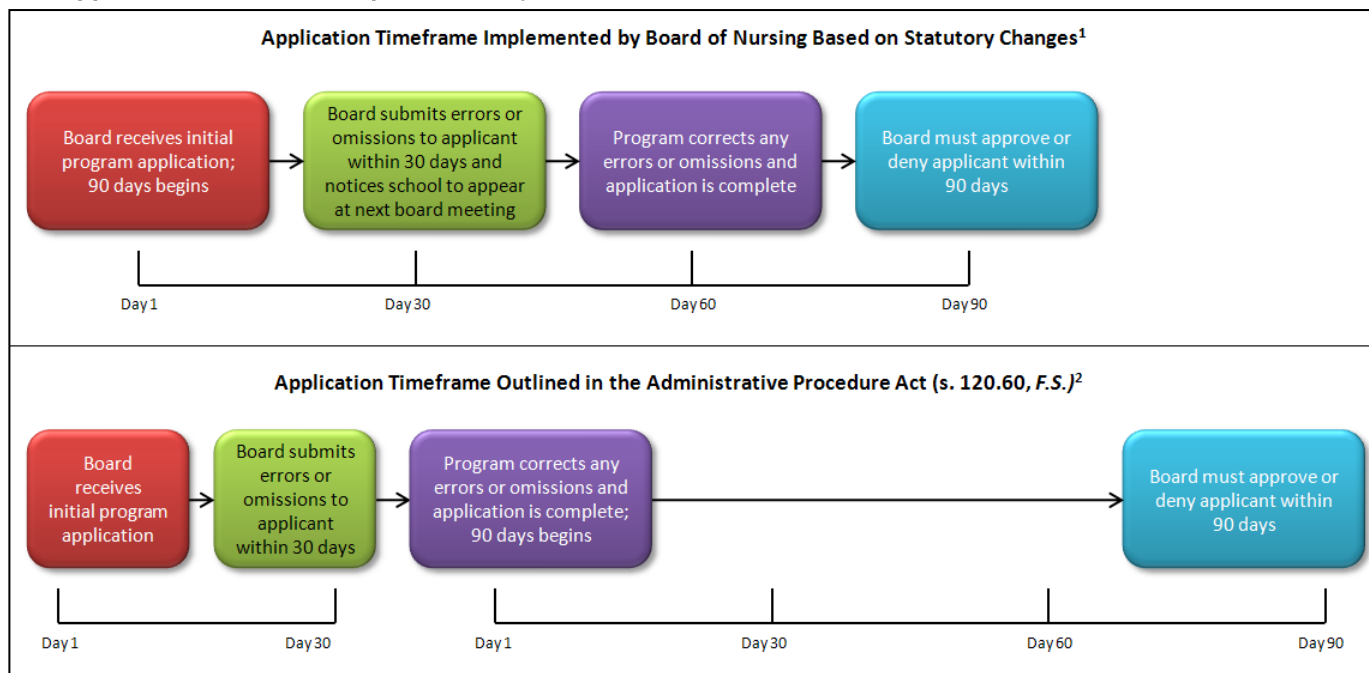 Application Timeframe Implemented by Board of Nursing Based on Statutory Changes1
Board receives initial
program application;
90 days begins
Board submits errors or
omissions to applicant
within 30 days and
notices school to appear
at next board meeting
Program corrects any
errors or omissions and
application is complete
Board must approve or
deny applicant within
90 days
Day 1
Day 30
Day 60
Day 90
Application Timeframe Outlined in the Administrative Procedure Act (s. 120.60, F.S.)2
Board
receives
initial program
application
Board submits
errors or
omissions to
applicant
within 30 days
Program corrects any
errors or omissions and
application is complete;
90 days begins
Board must approve or
deny applicant within
90 days
Day 1
Day 30
Day 1
Day 30
Day 60
Day 90